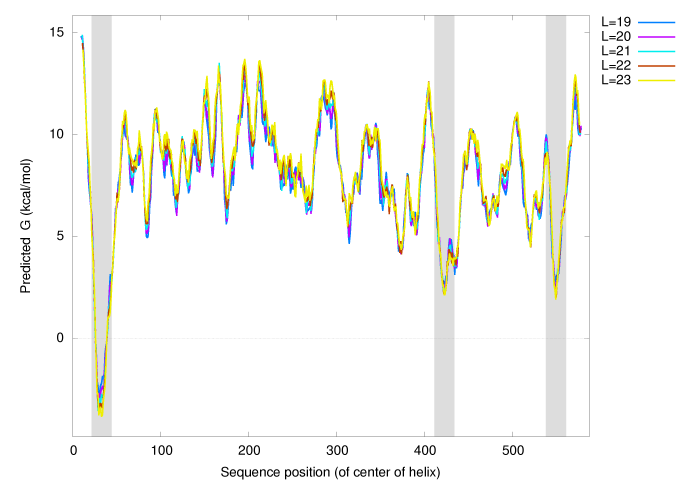 15
10
5
0
0
100
200
300
400
500
Predicted G (kcal/mol)
Sequence position (of center of helix)
L=19
L=20
L=21
L=22
L=23